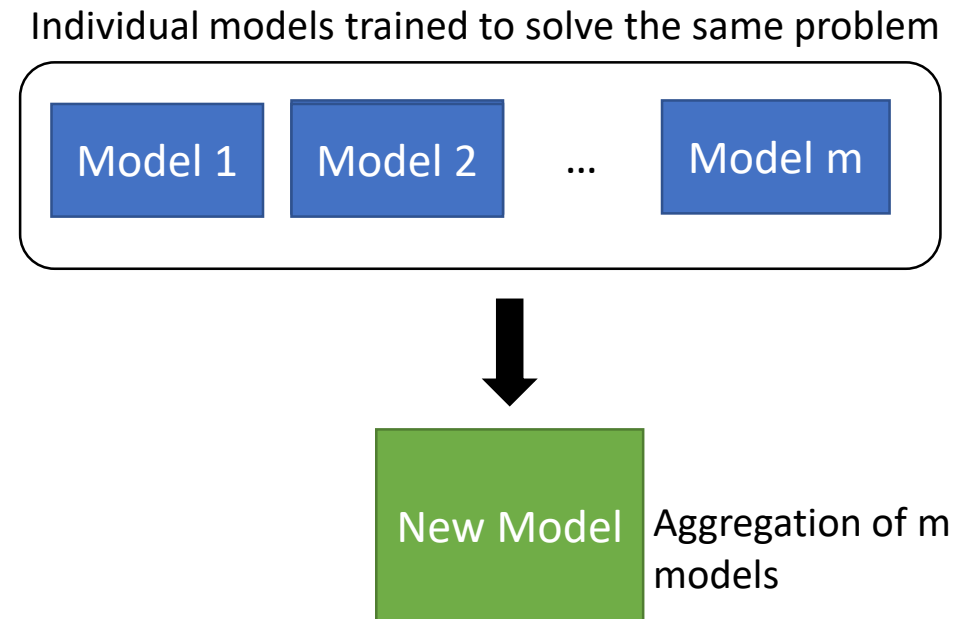 Individual models trained to solve the same problem
Model 1
Model 2
...
Model m
New Model
Aggregation of m
models